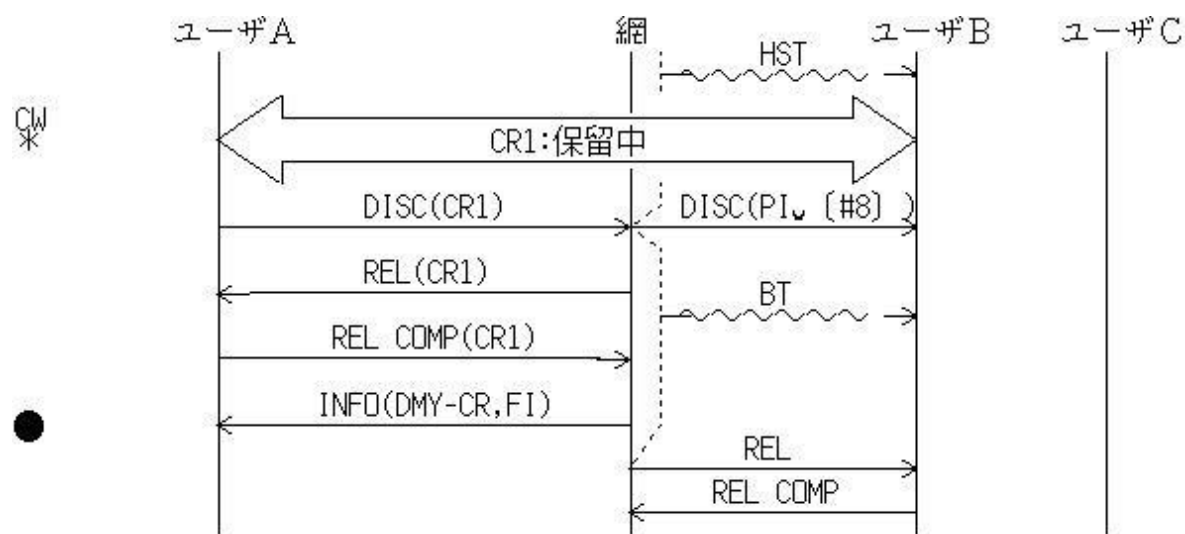 ユーザA 網 ユーザB ユーザC
HST
CW
*
CR1:保留中
DISC(CR1) DISC(PI、〔#8〕)
REL(CR1)
BT
REL COMP(CR1)
INFO(DMY-CR,FI)
REL
REL COMP